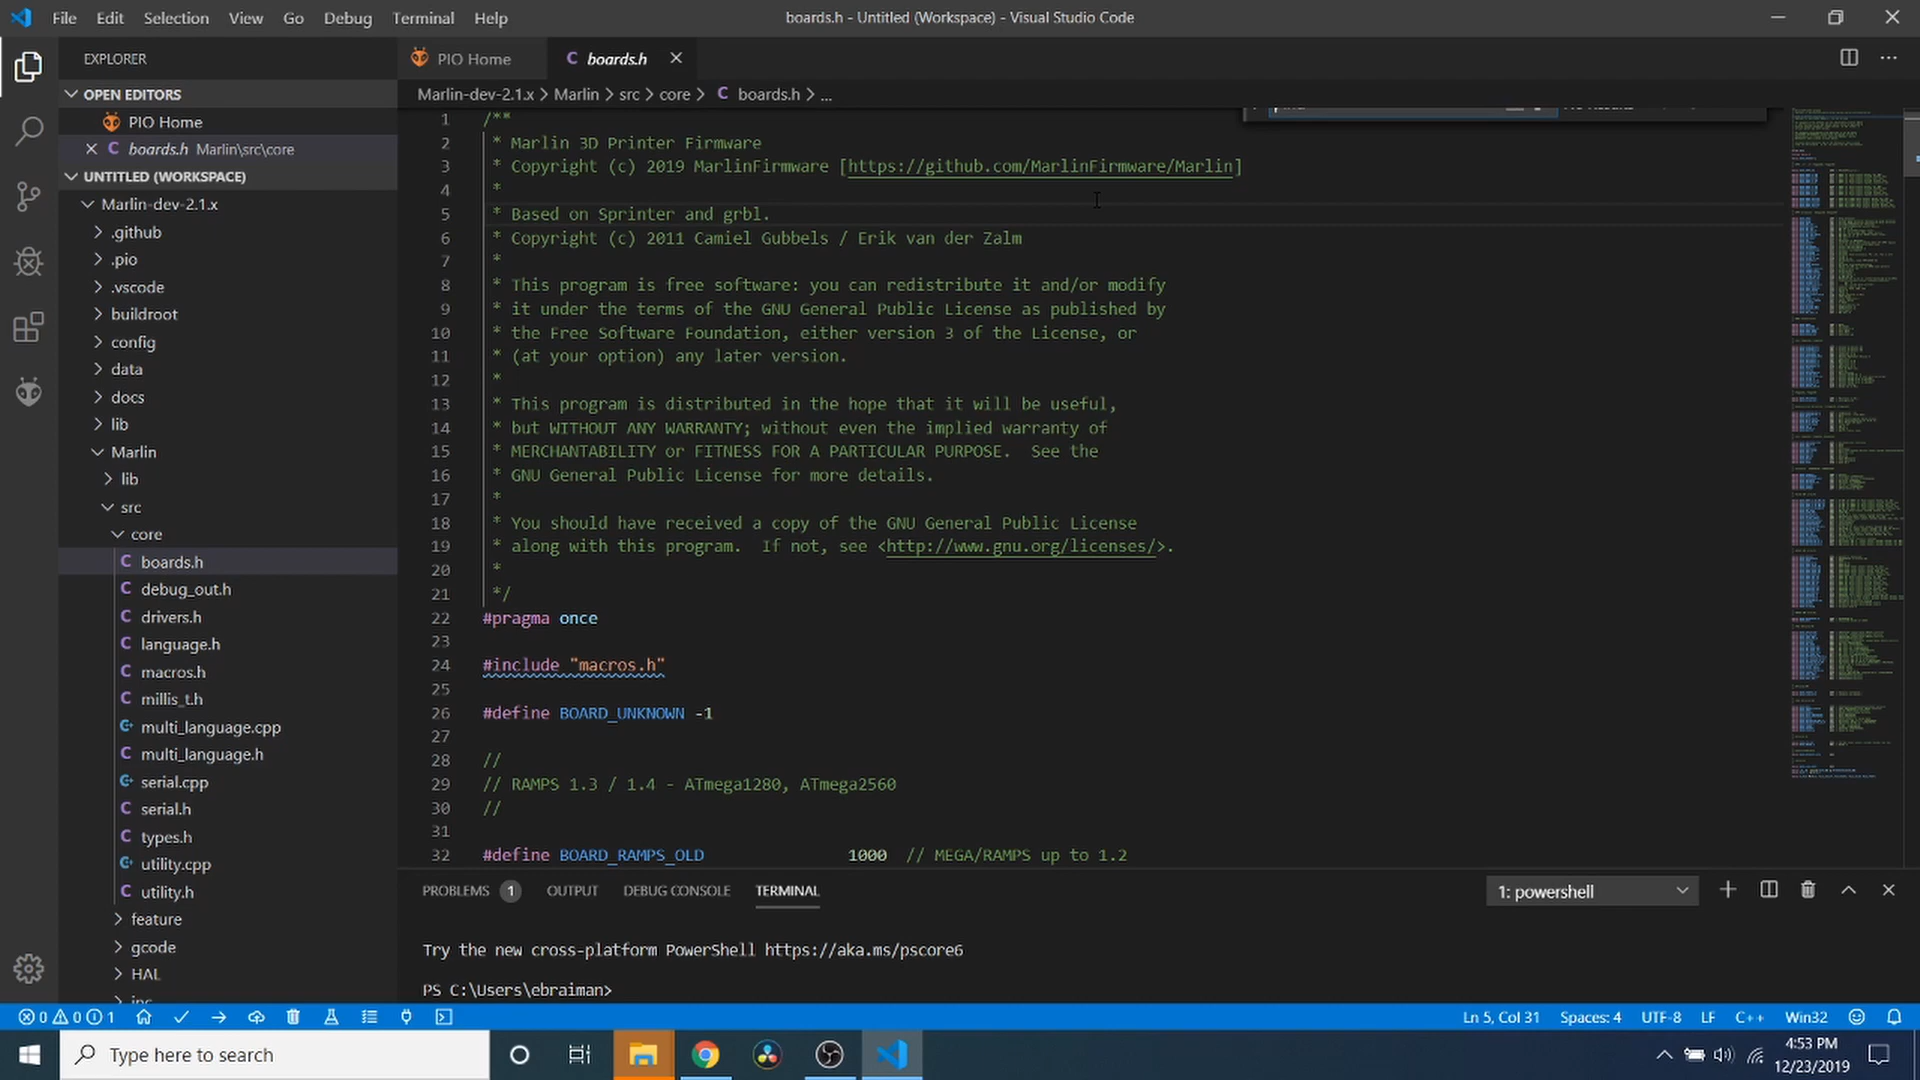 File Edit Selection View Go Debug Terminal Help
boards.h - Untitled (Workspace) - Visual Studio Code
EXPLORER
OPEN EDITORS
PIO Home
boards.h Marlin\src\core
UNTITLED (WORKSPACE)
Marlin-dev-2.1.x
.github
.pio
.vscode
buildroot
config
data
docs
lib
Marlin
lib
src
core
C boards.h
C debug_out.h
C drivers.h
C language.h
C macros.h
C millis_t.h
multi_language.cpp
C multi_language.h
serial.cpp
C serial.h
C types.h
utility.cpp
C utility.h
feature
gcode
HAL
PIO Home
C boards.h
Marlin-dev-2.1.x > Marlin > src > core > C boards.h > ...
1 /**
2 * Marlin 3D Printer Firmware
3 * Copyright (c) 2019 MarlinFirmware [https://github.com/MarlinFirmware/Marlin]
4 *
5 * Based on Sprinter and grbl.
6 * Copyright (c) 2011 Camiel Gubbels / Erik van der Zalm
7 *
8 * This program is free software: you can redistribute it and/or modify
9 * it under the terms of the GNU General Public License as published by
10 * the Free Software Foundation, either version 3 of the License, or
11 * (at your option) any later version.
12 *
13 * This program is distributed in the hope that it will be useful,
14 * but WITHOUT ANY WARRANTY; without even the implied warranty of
15 * MERCHANTABILITY or FITNESS FOR A PARTICULAR PURPOSE.  See the
16 * GNU General Public License for more details.
17 *
18 * You should have received a copy of the GNU General Public License
19 * along with this program.  If not, see <http://www.gnu.org/licenses/>.
20 *
21 */
22 #pragma once
23
24 #include "macros.h"
25
26 #define BOARD_UNKNOWN -1
27
28 //
29 // RAMPS 1.3 / 1.4 - ATmega1280, ATmega2560
30 //
31
32 #define BOARD_RAMPS_OLD 1000 // MEGA/RAMPS up to 1.2
PROBLEMS 1 OUTPUT DEBUG CONSOLE TERMINAL
1: powershell
Try the new cross-platform PowerShell https://aka.ms/pscore6
PS C:\Users\ebraiman>
0 0 1
Ln 5, Col 31 Spaces: 4 UTF-8 LF C++ Win32
Type here to search
4:53 PM
12/23/2019